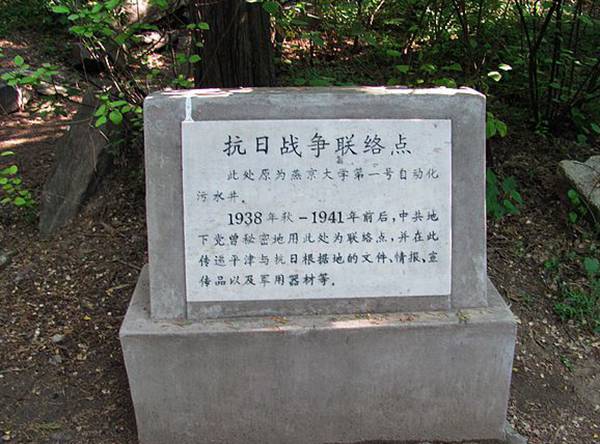 抗日战争联络点
此处原为燕京大学第一号自动化
污水井。
1938年秋-1941年前后,中共地
下党曾秘密地用此处为联络点,并在此
传递平津与抗日根据地的文件、情报、宣
传品以及军用器材等。